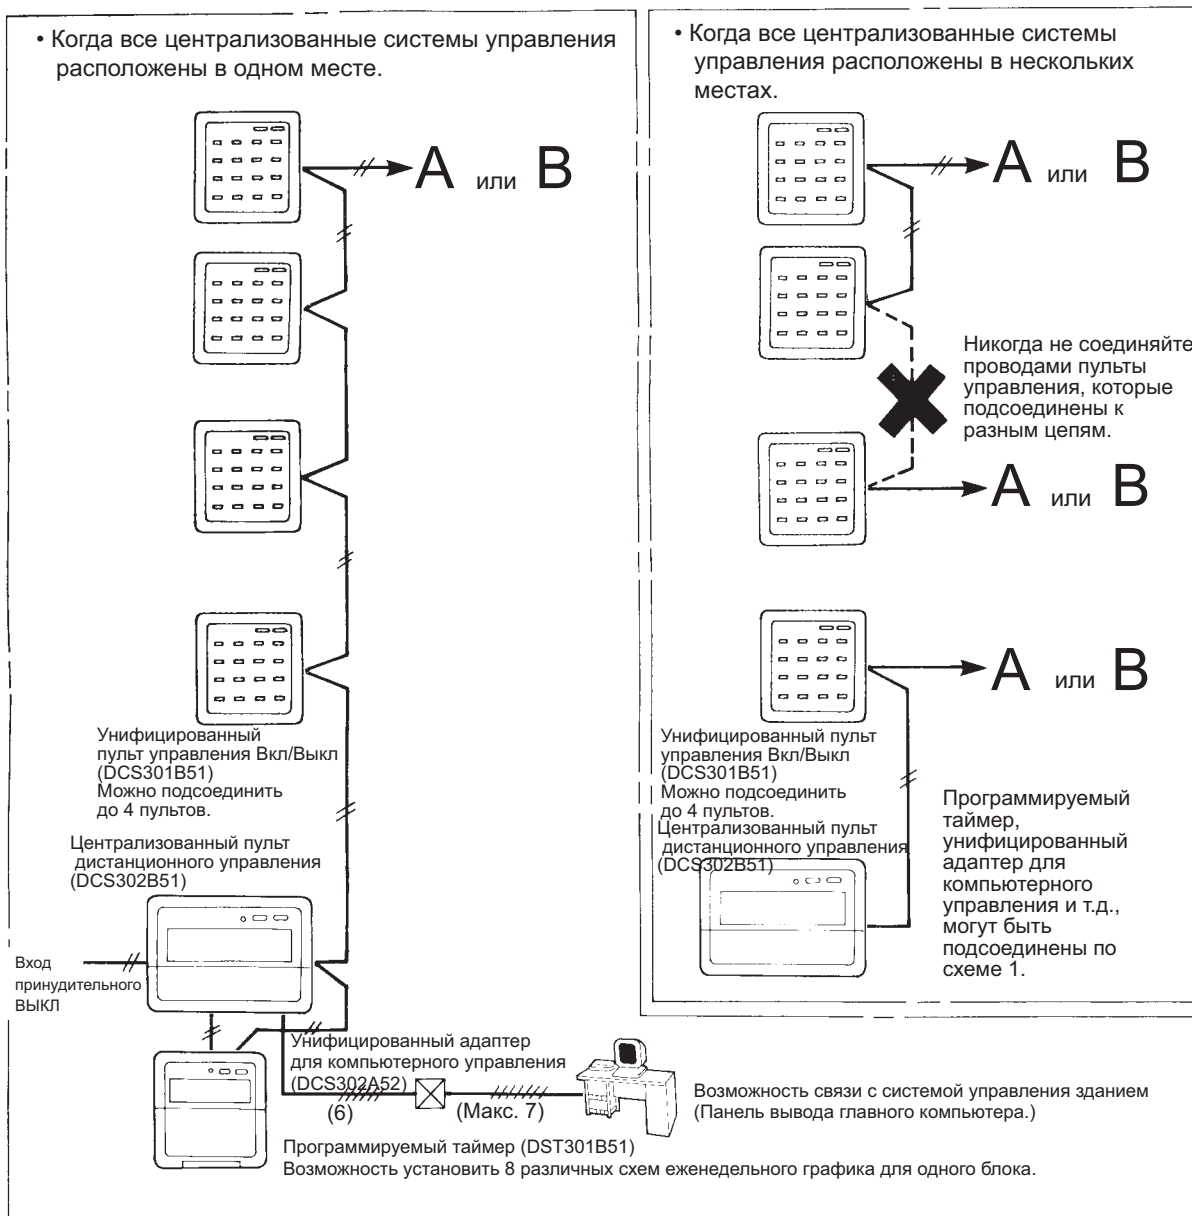 • Когда все централизованные системы управления
расположены в одном месте.
А или В
Унифицированный
пульт управления Вкл/Выкл
(DCS301B51)
Можно подсоединить
до 4 пультов.
Централизованный пульт
дистанционного управления
(DCS302B51)
Вход
принудительного
ВЫКЛ
Унифицированный адаптер
для компьютерного управления
(DCS302A52)
(6)
(Макс. 7)
Возможность связи с системой управления зданием
(Панель вывода главного компьютера.)
Программируемый таймер (DST301B51)
Возможность установить 8 различных схем еженедельного графика для одного блока.
• Когда все централизованные системы
управления расположены в нескольких
местах.
А или В
Никогда не соединяйте
проводами пульты
управления, которые
подсоединены к
разным цепям.
А или В
А или В
Унифицированный пульт
управления Вкл/Выкл
(DCS301B51)
Можно подсоединить
до 4 пультов.
Централизованный пульт
дистанционного управления
(DCS302B51)
Программируемый
таймер,
унифицированный
адаптер для
компьютерного
управления и т.д.,
могут быть
подсоединены по
схеме 1.